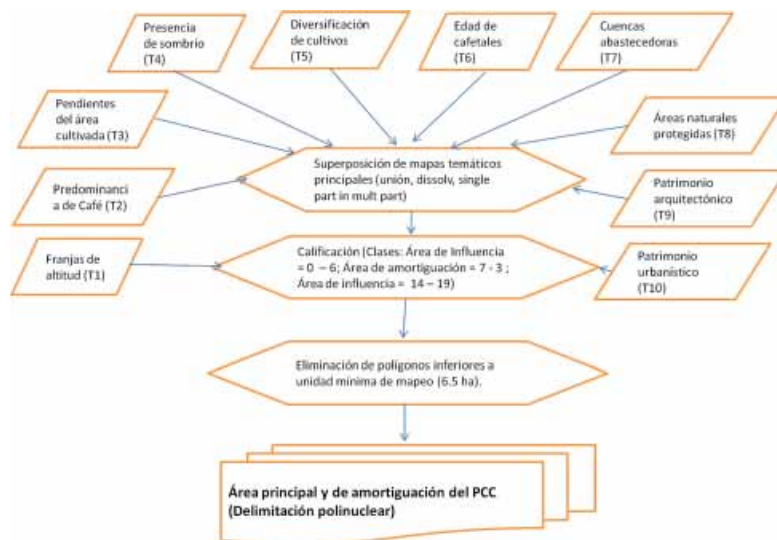 Presencia
de sombrio
(T4)
Diversificación
de cultivos
(T5)
Edad de
cafetales
(T6)
Cuencas
abastecedoras
(T7)
Pendientes
del área
cultivada (T3)
Áreas naturales
protegidas (T8)
Superposición de mapas temáticos
principales (unión, dissolv, single
part in mult part)
Predominanci
a de Café (T2)
Patrimonio
arquitectónico
(T9)
Franjas de
altitud (T1)
Calificación (Clases: Área de Influencia
= 0 – 6; Área de amortiguación = 7 - 3 ;
Área de influencia = 14 – 19)
Patrimonio
urbanístico
(T10)
Eliminación de polígonos inferiores a
unidad mínima de mapeo (6.5 ha).
Área principal y de amortiguación del PCC
(Delimitación polinuclear)